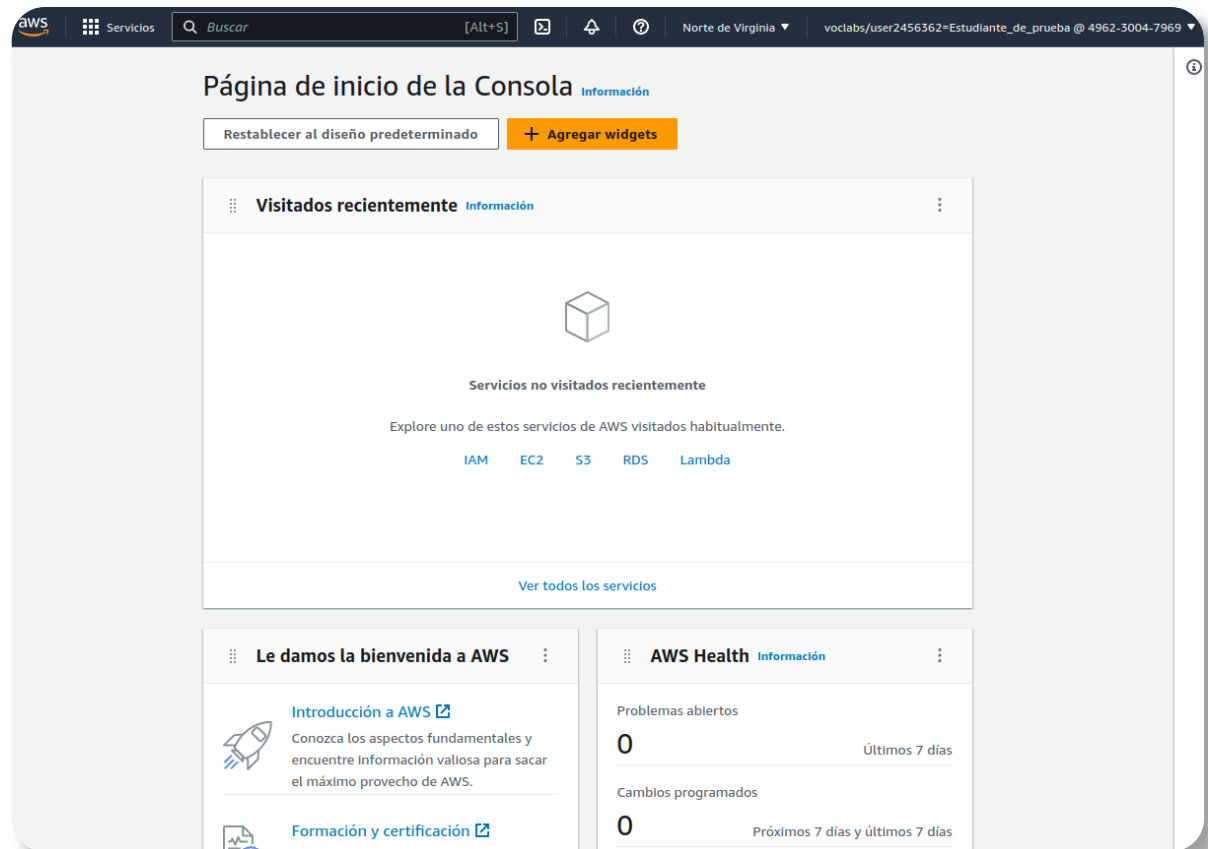 aws
Servicios
Buscar [Alt+S]
Norte de Virginia
voclabs/user2456362=Estudiante_de_prueba @ 4962-3004-7969
Página de inicio de la Consola Información
Restablecer al diseño predeterminado
+ Agregar widgets
Visitados recientemente Información
Servicios no visitados recientemente
Explore uno de estos servicios de AWS visitados habitualmente.
IAM EC2 S3 RDS Lambda
Ver todos los servicios
Le damos la bienvenida a AWS
Introducción a AWS
Conozca los aspectos fundamentales y
encuentre información valiosa para sacar
el máximo provecho de AWS.
Formación y certificación
AWS Health Información
Problemas abiertos
0 Últimos 7 días
Cambios programados
0 Próximos 7 días y últimos 7 días